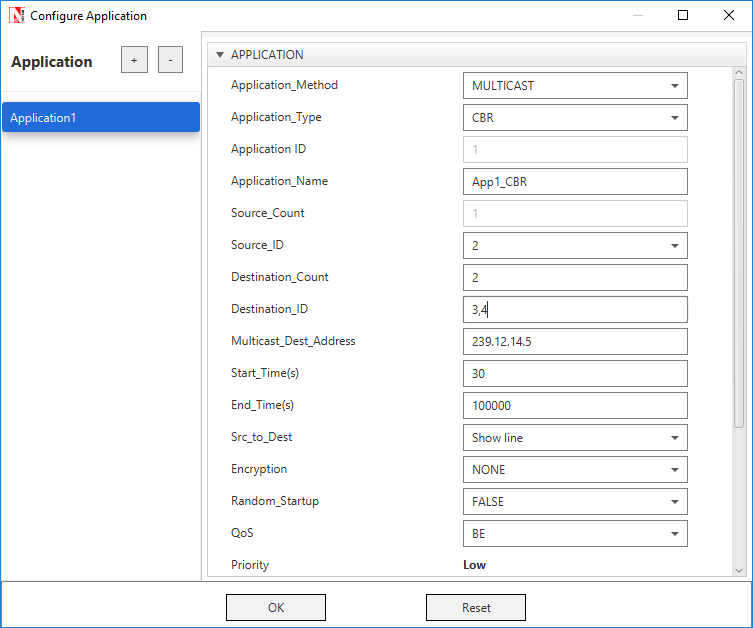 Configure Application
Application + -
Application1
APPLICATION
Application_Method MULTICAST
Application_Type CBR
Application ID 1
Application_Name App1_CBR
Source_Count 1
Source_ID 2
Destination_Count 2
Destination_ID 3,4
Multicast_Dest_Address 239.12.14.5
Start_Time(s) 30
End_Time(s) 100000
Src_to_Dest Show line
Encryption NONE
Random_Startup FALSE
QoS BE
Priority Low
OK Reset